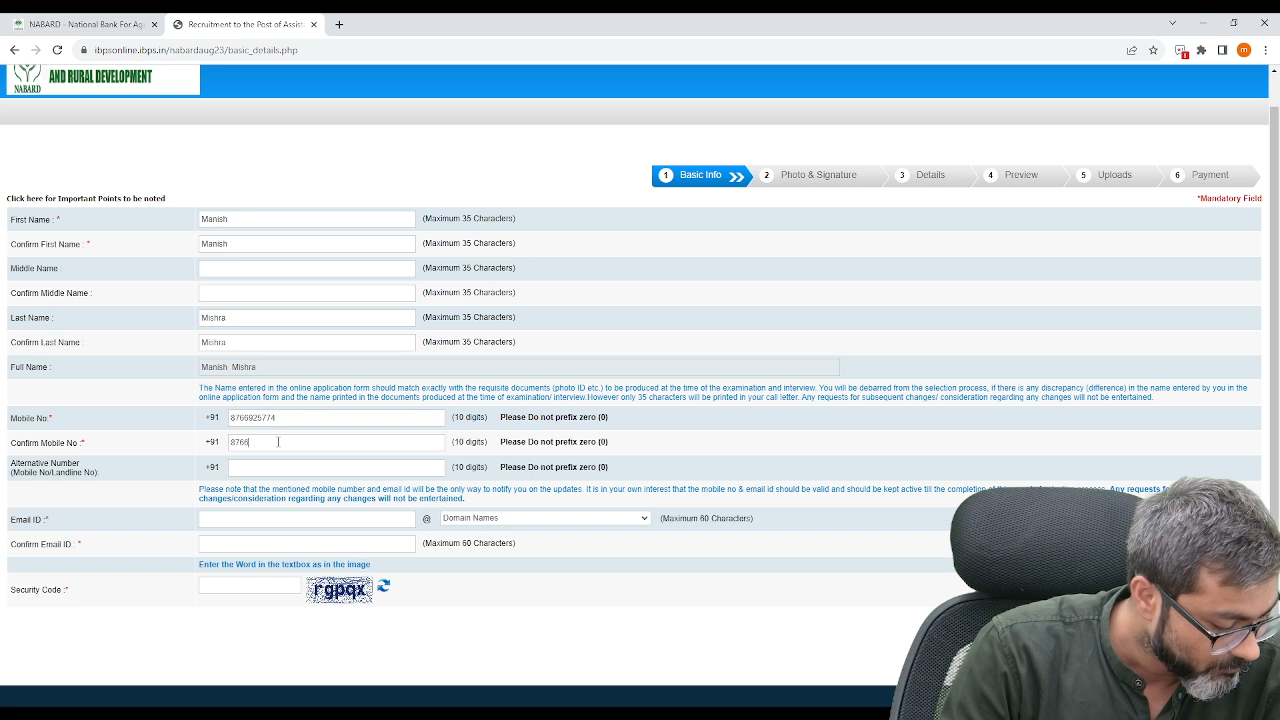 NABARD - National Bank For Ag
Recruitment to the Post of Assist
ibpsonline.ibps.in/nabardaug23/basic_details.php
m
AND RURAL DEVELOPMENT
NABARD
1 Basic Info
2 Photo & Signature
3 Details
4 Preview
5 Uploads
6 Payment
Click here for Important Points to be noted
*Mandatory Field
First Name : * Manish (Maximum 35 Characters)
Confirm First Name : * Manish (Maximum 35 Characters)
Middle Name : (Maximum 35 Characters)
Confirm Middle Name : (Maximum 35 Characters)
Last Name : Mishra (Maximum 35 Characters)
Confirm Last Name : Mishra (Maximum 35 Characters)
Full Name : Manish Mishra
The Name entered in the online application form should match exactly with the requisite documents (photo ID etc.) to be produced at the time of the examination and interview. You will be debarred from the selection process, if there is any discrepancy (difference) in the name entered by you in the
online application form and the name printed in the documents produced at the time of examination/ interview.However only 35 characters will be printed in your call letter. Any requests for subsequent changes/ consideration regarding any changes will not be entertained.
Mobile No:* +91 8766925774 (10 digits) Please Do not prefix zero (0)
Confirm Mobile No :* +91 8766 (10 digits) Please Do not prefix zero (0)
Alternative Number
(Mobile No/Landline No): +91 (10 digits) Please Do not prefix zero (0)
Please note that the mentioned mobile number and email id will be the only way to notify you on the updates. It is in your own interest that the mobile no & email id should be valid and should be kept active till the completion of Any requests fo
changes/consideration regarding any changes will not be entertained.
Email ID :* @ Domain Names (Maximum 60 Characters)
Confirm Email ID : * (Maximum 60 Characters)
Enter the Word in the textbox as in the image
Security Code :* rgpqx